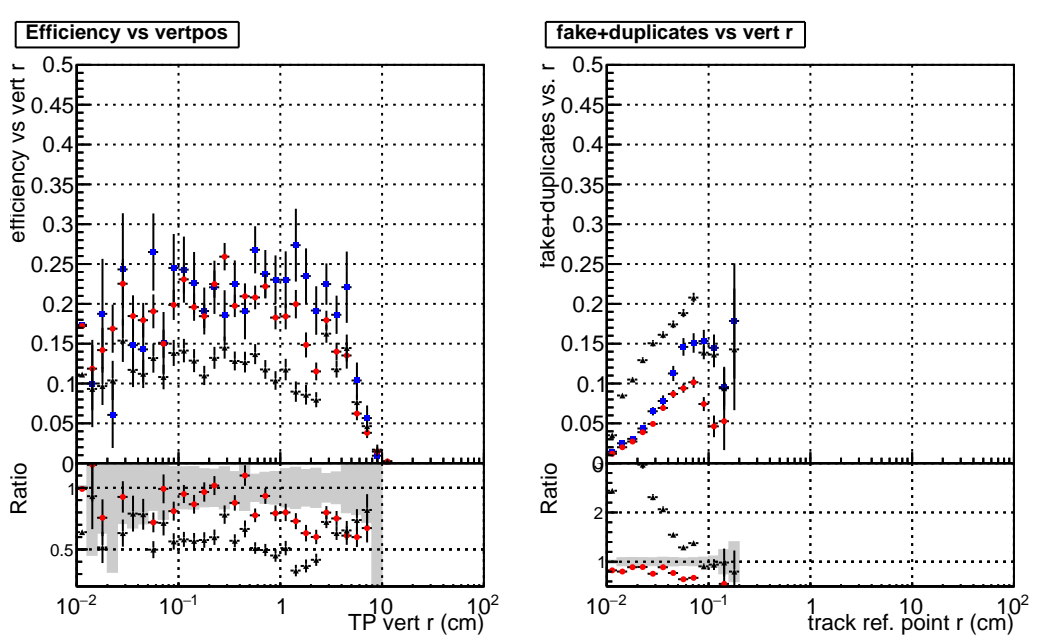 Efficiency vs vertpos
efficiency vs vert r
0.5
0.45
0.4
0.35
0.3
0.25
0.2
0.15
0.1
0.05
0
Ratio
1
0.5
10⁻² 10⁻¹ 1 10 10²
TP vert r (cm)
fake+duplicates vs vert r
fake+duplicates vs. r
0.5
0.45
0.4
0.35
0.3
0.25
0.2
0.15
0.1
0.05
0
Ratio
2
1
10⁻² 10⁻¹ 1 10 10²
track ref. point r (cm)